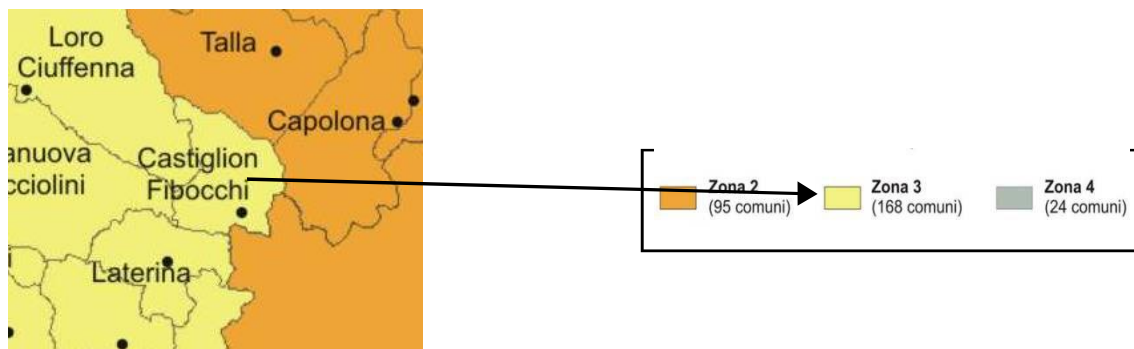 Loro
Ciuffenna
Talla
Capolona
anuova
cciolini
Castiglion
Fibocchi
i
Laterina
Zona 2
(95 comuni)
Zona 3
(168 comuni)
Zona 4
(24 comuni)